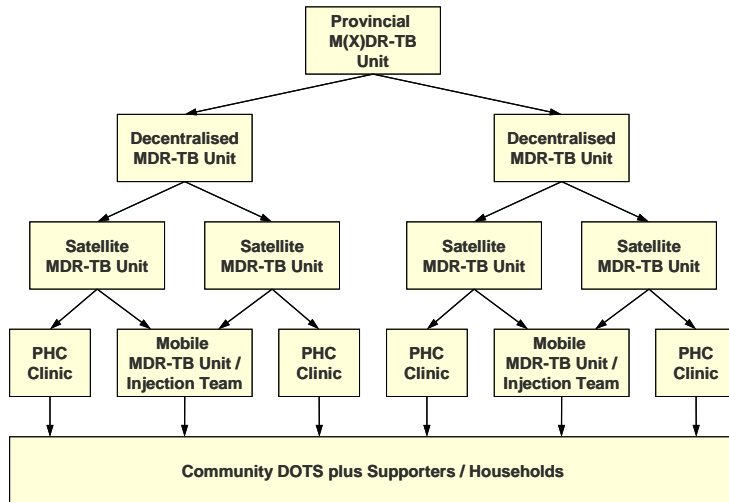 Provincial
M(X)DR-TB
Unit
Decentralised
MDR-TB Unit
Decentralised
MDR-TB Unit
Satellite
MDR-TB Unit
Satellite
MDR-TB Unit
Satellite
MDR-TB Unit
Satellite
MDR-TB Unit
PHC
Clinic
Mobile
MDR-TB Unit /
Injection Team
PHC
Clinic
PHC
Clinic
Mobile
MDR-TB Unit /
Injection Team
PHC
Clinic
Community DOTS plus Supporters / Households